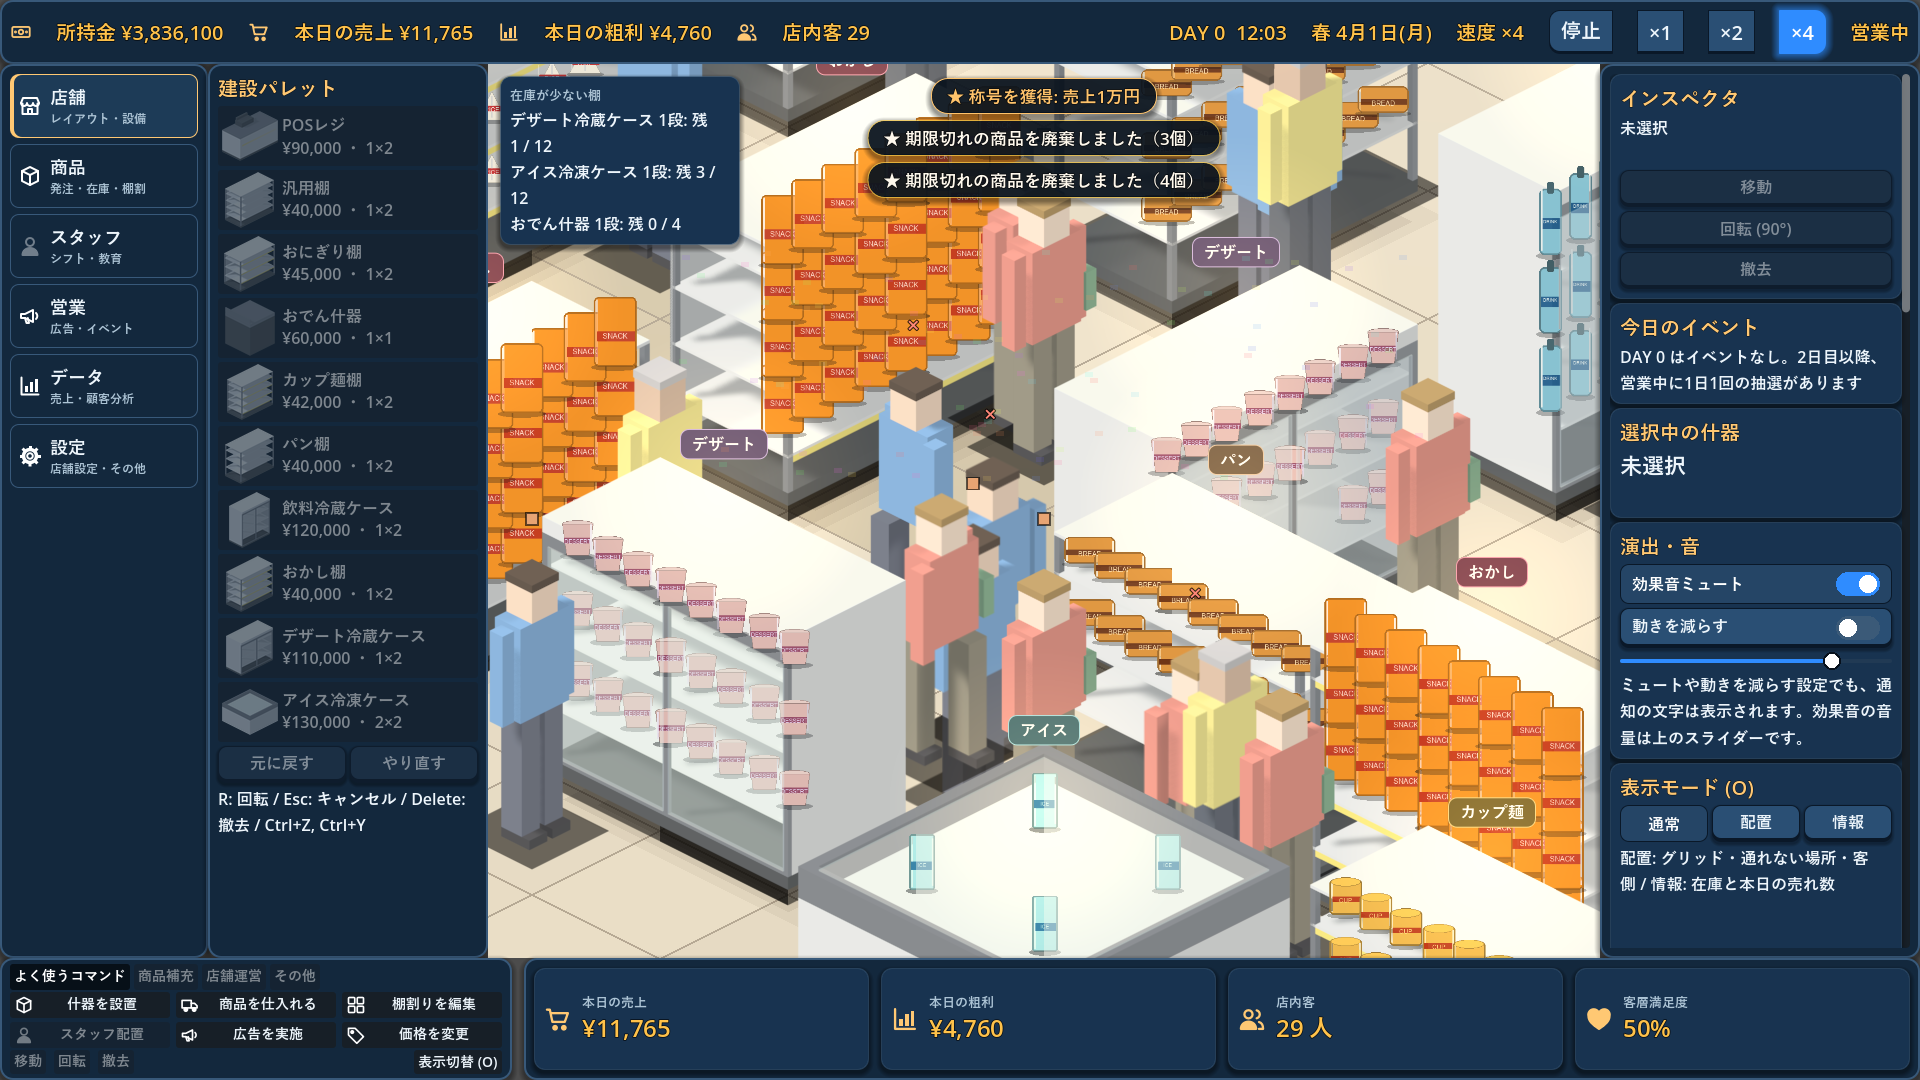 所持金 ¥3,836,100
本日の売上 ¥11,765
本日の粗利 ¥4,760
店内客 29
DAY 0 12:03
春 4月1日(月)
速度 ×4
停止
×1
×2
×4
営業中
店舗
レイアウト・設備
商品
発注・在庫・棚割
スタッフ
シフト・教育
営業
広告・イベント
データ
売上・顧客分析
設定
店舗設定・その他
建設パレット
POSレジ
¥90,000 ・ 1×2
汎用棚
¥40,000 ・ 1×2
おにぎり棚
¥45,000 ・ 1×2
おでん什器
¥60,000 ・ 1×1
カップ麺棚
¥42,000 ・ 1×2
パン棚
¥40,000 ・ 1×2
飲料冷蔵ケース
¥120,000 ・ 1×2
おかし棚
¥40,000 ・ 1×2
デザート冷蔵ケース
¥110,000 ・ 1×2
アイス冷凍ケース
¥130,000 ・ 2×2
元に戻す
やり直す
R: 回転 / Esc: キャンセル / Delete:
撤去 / Ctrl+Z, Ctrl+Y
在庫が少ない棚
デザート冷蔵ケース 1段: 残
1 / 12
アイス冷凍ケース 1段: 残 3 /
12
おでん什器 1段: 残 0 / 4
★ 称号を獲得: 売上1万円
★ 期限切れの商品を廃棄しました（3個）
★ 期限切れの商品を廃棄しました（4個）
デザート
デザート
パン
おかし
アイス
カップ麺
SNACK
BREAD
DESSERT
DRINK
ICE
CUP
インスペクタ
未選択
移動
回転 (90°)
撤去
今日のイベント
DAY 0 はイベントなし。2日目以降、
営業中に1日1回の抽選があります
選択中の什器
未選択
演出・音
効果音ミュート
動きを減らす
ミュートや動きを減らす設定でも、通
知の文字は表示されます。効果音の音
量は上のスライダーです。
表示モード (O)
通常
配置
情報
配置: グリッド・通れない場所・客
側 / 情報: 在庫と本日の売れ数
よく使うコマンド
商品補充
店舗運営
その他
什器を設置
商品を仕入れる
棚割りを編集
スタッフ配置
広告を実施
価格を変更
移動
回転
撤去
表示切替 (O)
本日の売上
¥11,765
本日の粗利
¥4,760
店内客
29 人
客層満足度
50%